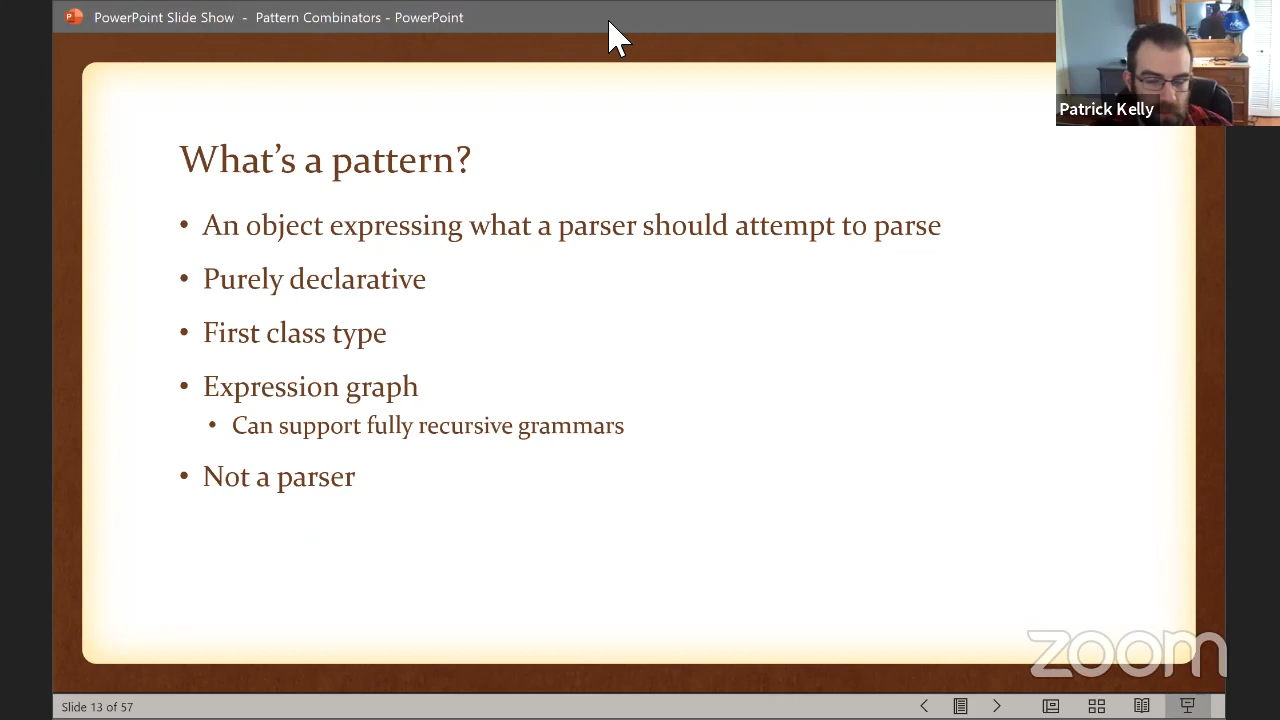 PowerPoint Slide Show - Pattern Combinators - PowerPoint
Patrick Kelly
What's a pattern?
• An object expressing what a parser should attempt to parse
• Purely declarative
• First class type
• Expression graph
• Can support fully recursive grammars
• Not a parser
zoom
Slide 13 of 57